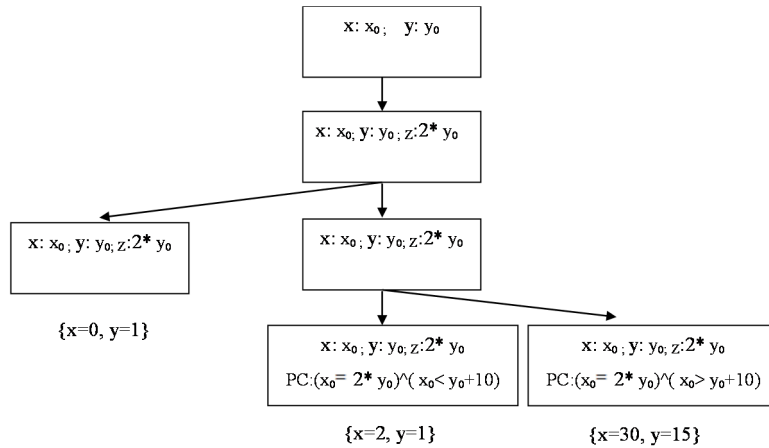 x: x₀ ; y: y₀
x: x₀; y: y₀ ; z:2* y₀
x: x₀ ; y: y₀; z:2* y₀
x: x₀; y: y₀; z:2* y₀
{x=0, y=1}
x: x₀; y: y₀; z:2* y₀
PC:(x₀= 2* y₀)^( x₀< y₀+10)
x: x₀; y: y₀; z:2* y₀
PC:(x₀= 2* y₀)^( x₀> y₀+10)
{x=2, y=1}
{x=30, y=15}